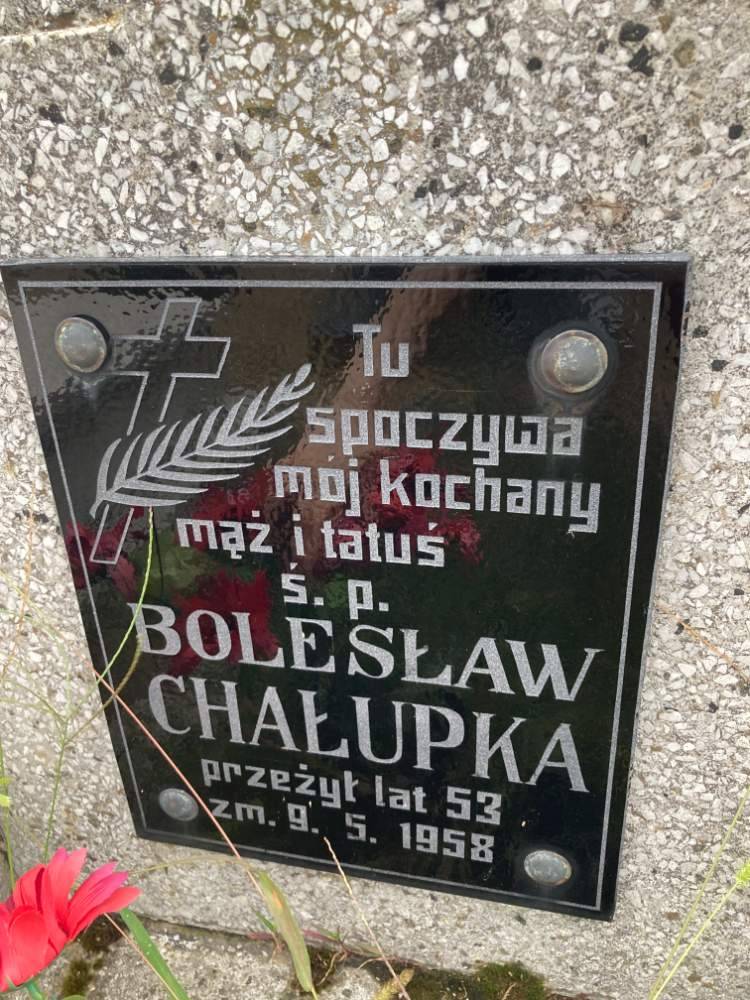 Tu
spoczywa
mój kochany
mąż i tatuś
ś. p.
BOLESŁAW
CHAŁUPKA
przeżył lat 53
zm. 9. 5. 1958